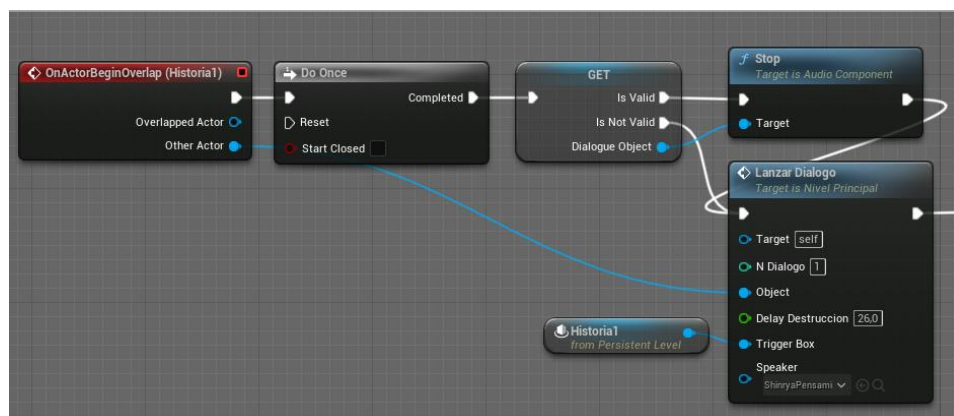 OnActorBeginOverlap (Historia1)
Overlapped Actor
Other Actor
Do Once
Completed
Reset
Start Closed
GET
Is Valid
Is Not Valid
Dialogue Object
f Stop
Target is Audio Component
Target
Lanzar Dialogo
Target is Nivel Principal
Target self
N Dialogo 1
Object
Delay Destruccion 26,0
Trigger Box
Speaker
ShinryaPensami
Historia1
from Persistent Level